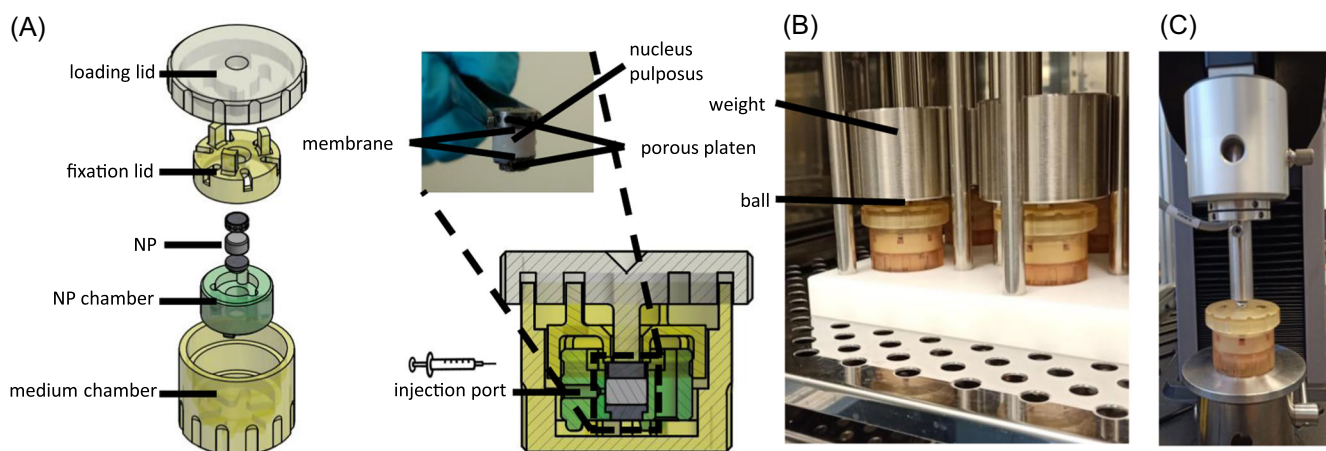 (A)
loading lid
fixation lid
NP
NP chamber
medium chamber
nucleus
pulposus
membrane
porous platen
injection port
(B)
weight
ball
(C)